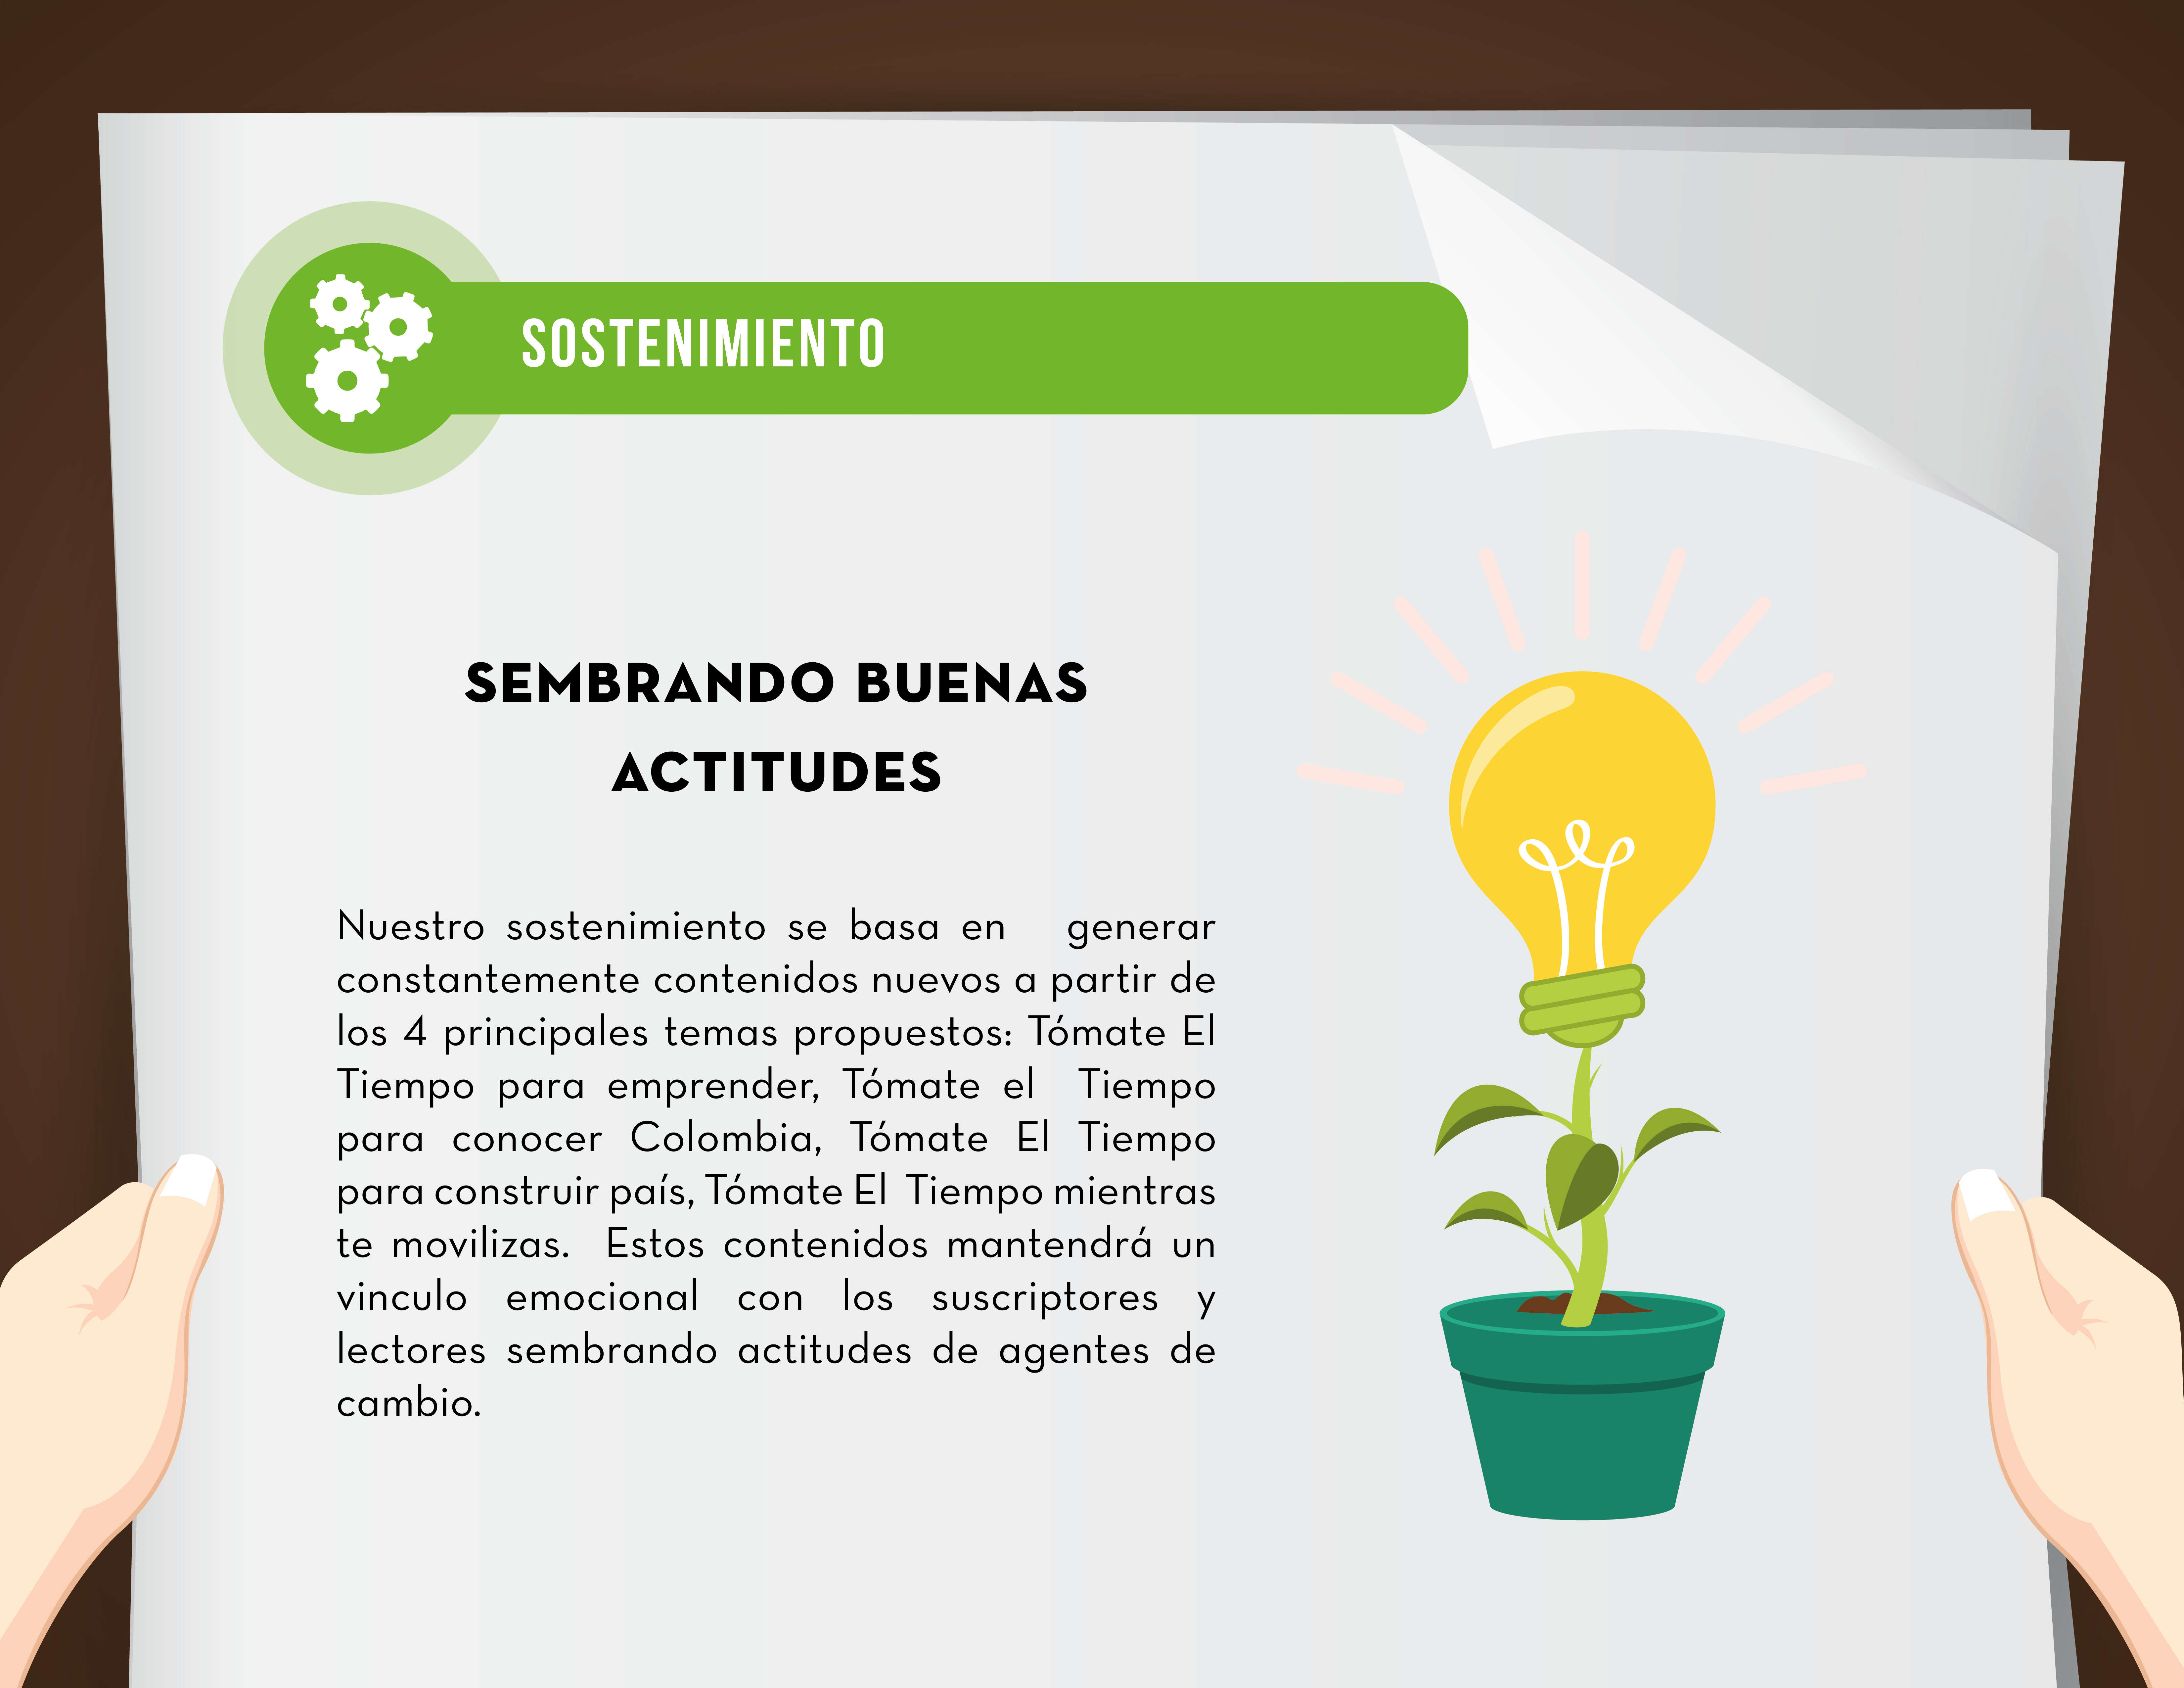 SOSTENIMIENTO
SEMBRANDO BUENAS
ACTITUDES
Nuestro sostenimiento se basa en generar
constantemente contenidos nuevos a partir de
los 4 principales temas propuestos: Tómate El
Tiempo para emprender, Tómate el Tiempo
para conocer Colombia, Tómate El Tiempo
para construir país, Tómate El Tiempo mientras
te movilizas. Estos contenidos mantendrá un
vinculo emocional con los suscriptores y
lectores sembrando actitudes de agentes de
cambio.